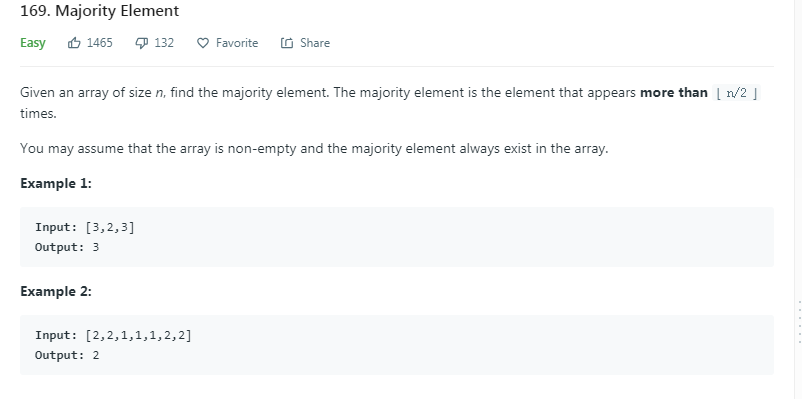 169. Majority Element
Easy 1465 132 Favorite Share
Given an array of size n, find the majority element. The majority element is the element that appears more than ⌊ n/2 ⌋
times.
You may assume that the array is non-empty and the majority element always exist in the array.
Example 1:
Input: [3,2,3]
Output: 3
Example 2:
Input: [2,2,1,1,1,2,2]
Output: 2